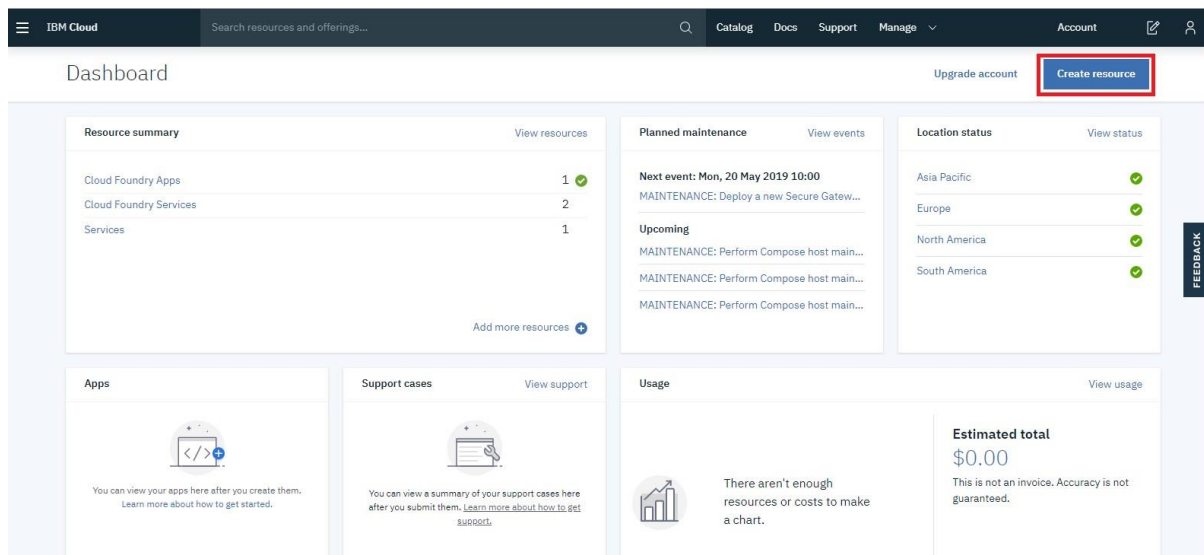 IBM Cloud
Search resources and offerings...
Catalog
Docs
Support
Manage
Account
Dashboard
Upgrade account
Create resource
Resource summary
View resources
Cloud Foundry Apps
1
Cloud Foundry Services
2
Services
1
Add more resources
Planned maintenance
View events
Next event: Mon, 20 May 2019 10:00
MAINTENANCE: Deploy a new Secure Gatew...
Upcoming
MAINTENANCE: Perform Compose host main...
MAINTENANCE: Perform Compose host main...
MAINTENANCE: Perform Compose host main...
Location status
View status
Asia Pacific
Europe
North America
South America
FEEDBACK
Apps
You can view your apps here after you create them.
Learn more about how to get started.
Support cases
View support
You can view a summary of your support cases here
after you submit them. Learn more about how to get
support.
Usage
View usage
There aren't enough
resources or costs to make
a chart.
Estimated total
$0.00
This is not an invoice. Accuracy is not
guaranteed.